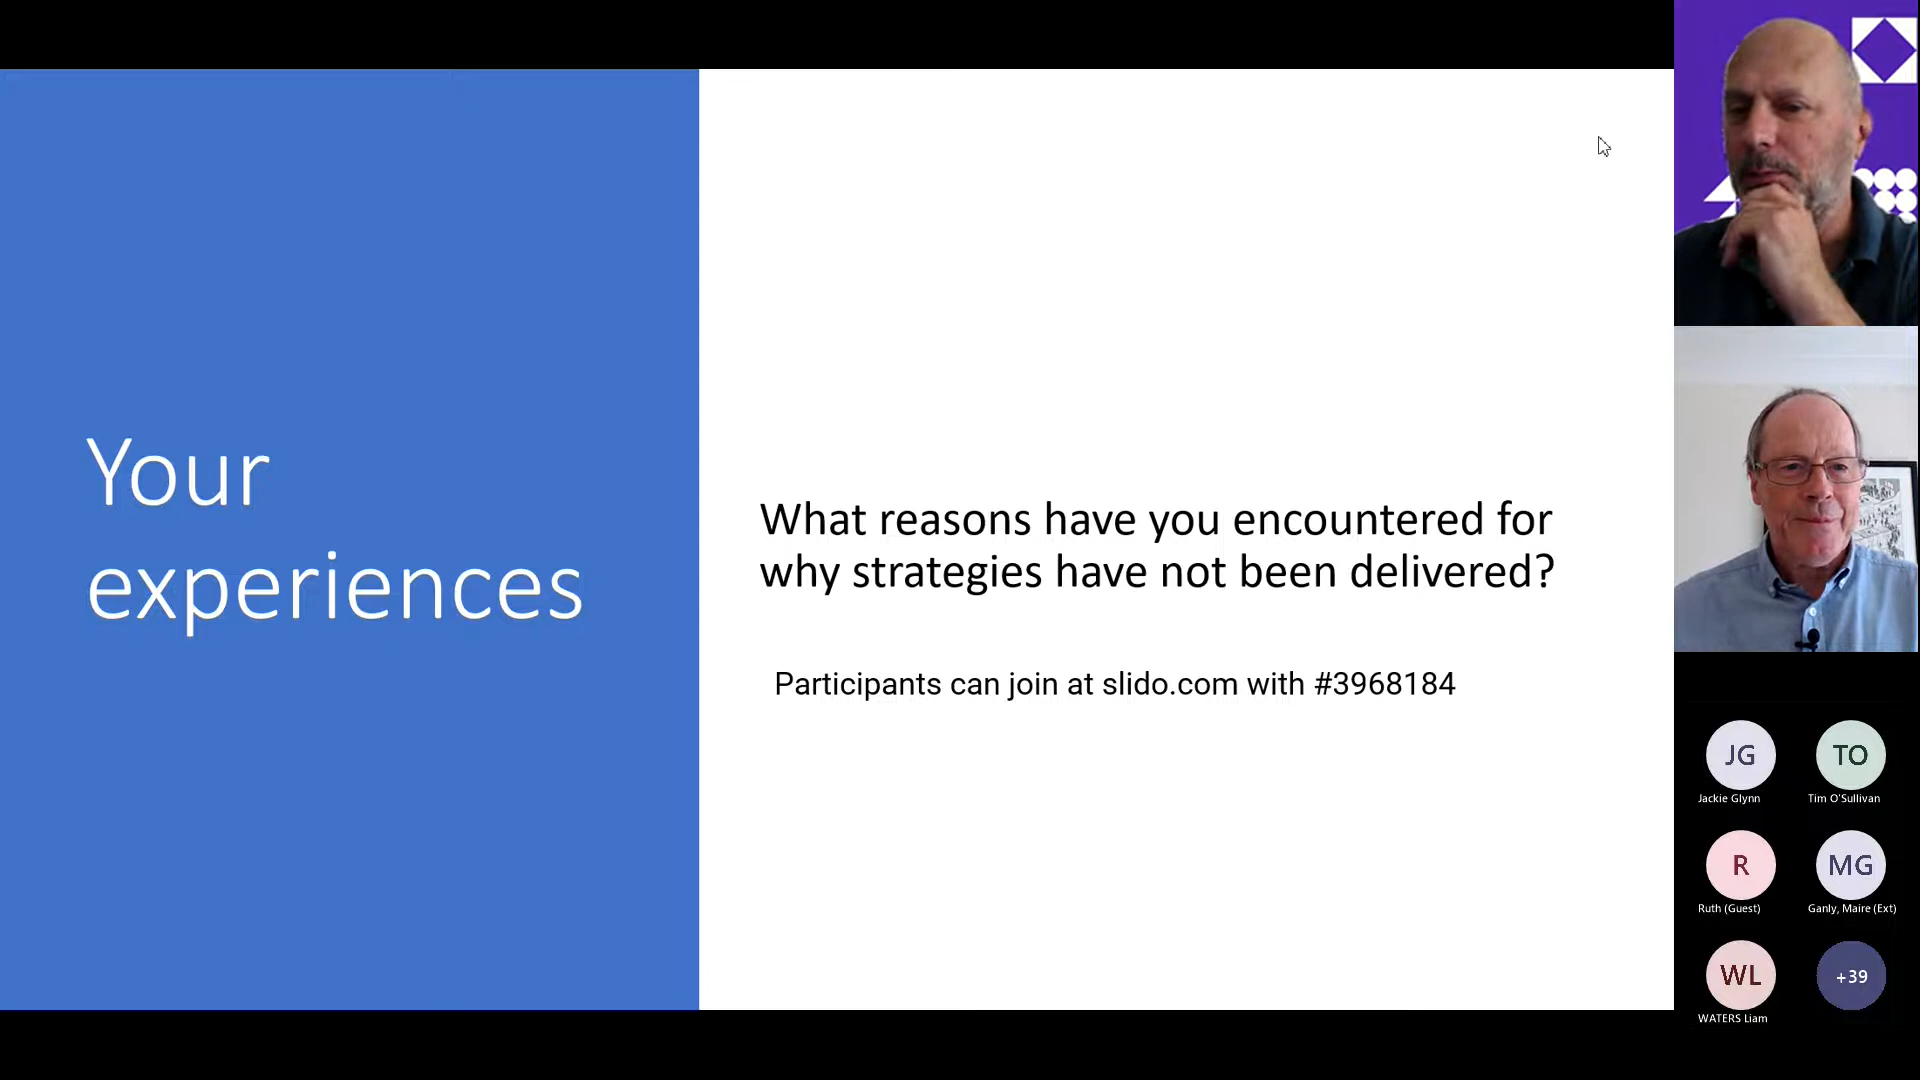 Your
experiences
What reasons have you encountered for
why strategies have not been delivered?
Participants can join at slido.com with #3968184
JG
Jackie Glynn
TO
Tim O'Sullivan
R
Ruth (Guest)
MG
Ganly, Maire (Ext)
WL
WATERS Liam
+39